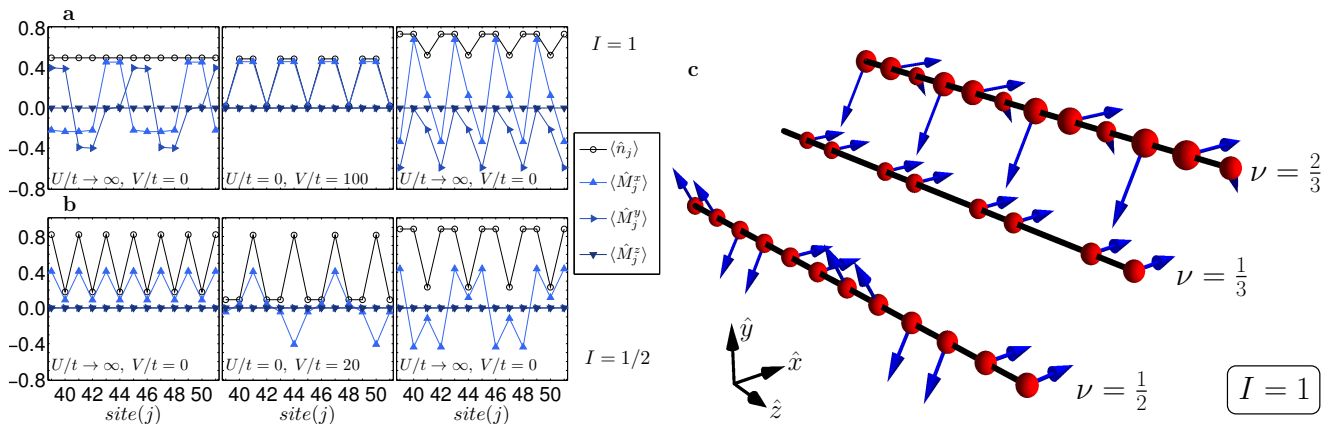 a
0.8
0.4
0.0
−0.4
−0.8
U/t → ∞, V/t = 0
U/t = 0, V/t = 100
U/t → ∞, V/t = 0
I = 1
⟨n̂_j⟩
⟨M̂_j^x⟩
⟨M̂_j^y⟩
⟨M̂_j^z⟩
b
0.8
0.4
0.0
−0.4
−0.8
U/t → ∞, V/t = 0
U/t = 0, V/t = 20
U/t → ∞, V/t = 0
I = 1/2
40 42 44 46 48 50
40 42 44 46 48 50
40 42 44 46 48 50
site(j)
site(j)
site(j)
c
ν = 2/3
ν = 1/3
ν = 1/2
ŷ
x̂
ẑ
I = 1